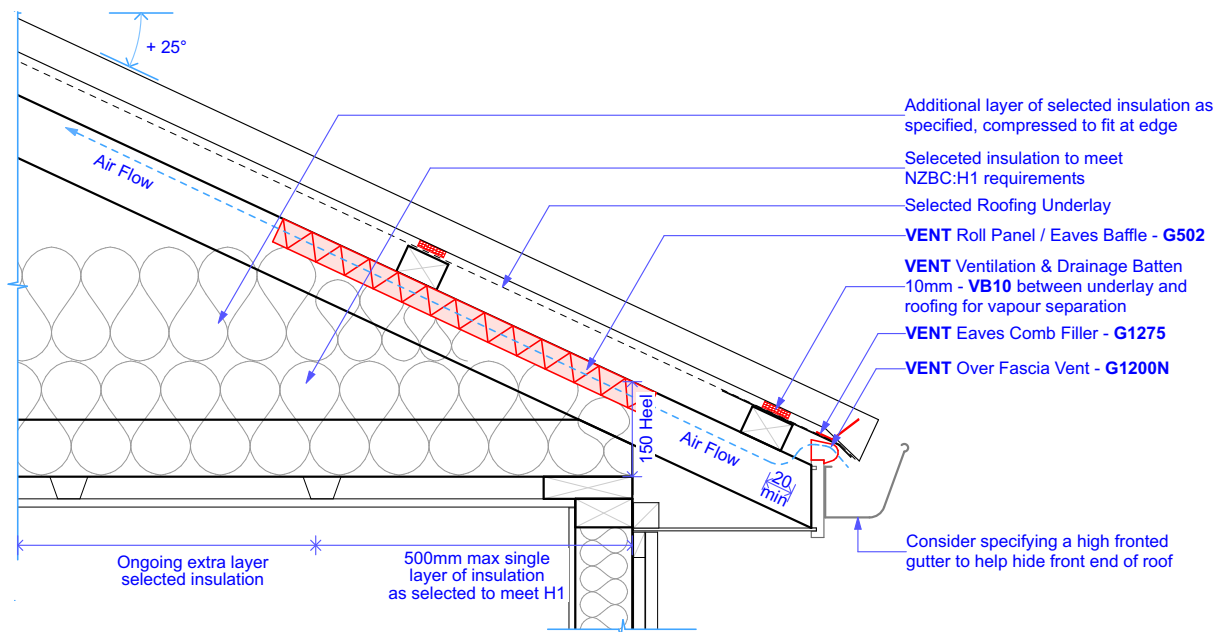 + 25°
Air Flow
Additional layer of selected insulation as
specified, compressed to fit at edge
Seleceted insulation to meet
NZBC:H1 requirements
Selected Roofing Underlay
VENT Roll Panel / Eaves Baffle - G502
VENT Ventilation & Drainage Batten
10mm - VB10 between underlay and
roofing for vapour separation
VENT Eaves Comb Filler - G1275
VENT Over Fascia Vent - G1200N
150 Heel
Air Flow
20
min
Consider specifying a high fronted
gutter to help hide front end of roof
Ongoing extra layer
selected insulation
500mm max single
layer of insulation
as selected to meet H1